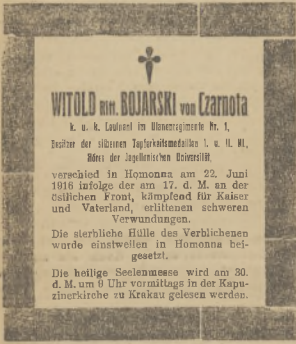 WITOLD Ritt. BOJARSKI von Czarnota
k. u. k. Leutnant im Ulanenregimente Nr. 1,
Besitzer der silbernen Tapferkeitsmedaillen I. u. II. Kl.,
Hörer der Jagellonischen Universität,
verschied in Homonna am 22. Juni
1916 infolge der am 17. d. M. an der
östlichen Front, kämpfend für Kaiser
und Vaterland, erlittenen schweren
Verwundungen.
Die sterbliche Hülle des Verblichenen
wurde einstweilen in Homonna bei-
gesetzt.
Die heilige Seelenmesse wird am 30.
d. M. um 9 Uhr vormittags in der Kapu-
zinerkirche zu Krakau gelesen werden.